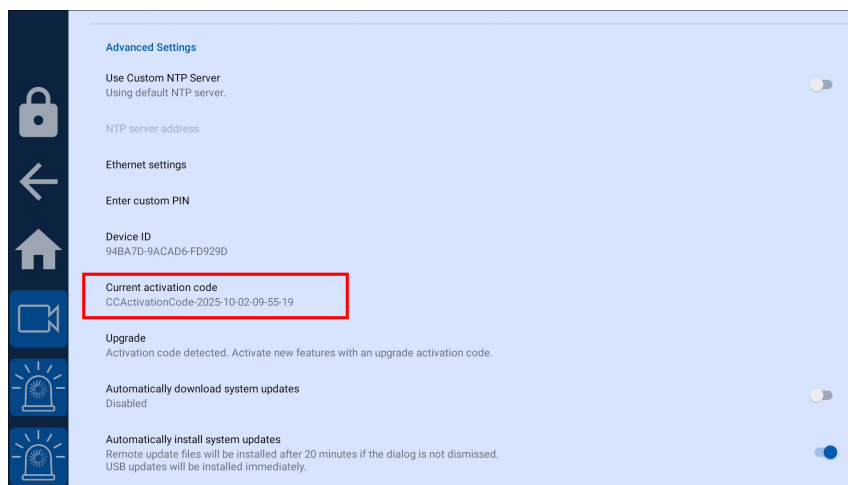 Advanced Settings
Use Custom NTP Server
Using default NTP server.
NTP server address
Ethernet settings
Enter custom PIN
Device ID
94BA7D-9ACAD6-FD929D
Current activation code
CCActivationCode-2025-10-02-09-55-19
Upgrade
Activation code detected. Activate new features with an upgrade activation code.
Automatically download system updates
Disabled
Automatically install system updates
Remote update files will be installed after 20 minutes if the dialog is not dismissed.
USB updates will be installed immediately.